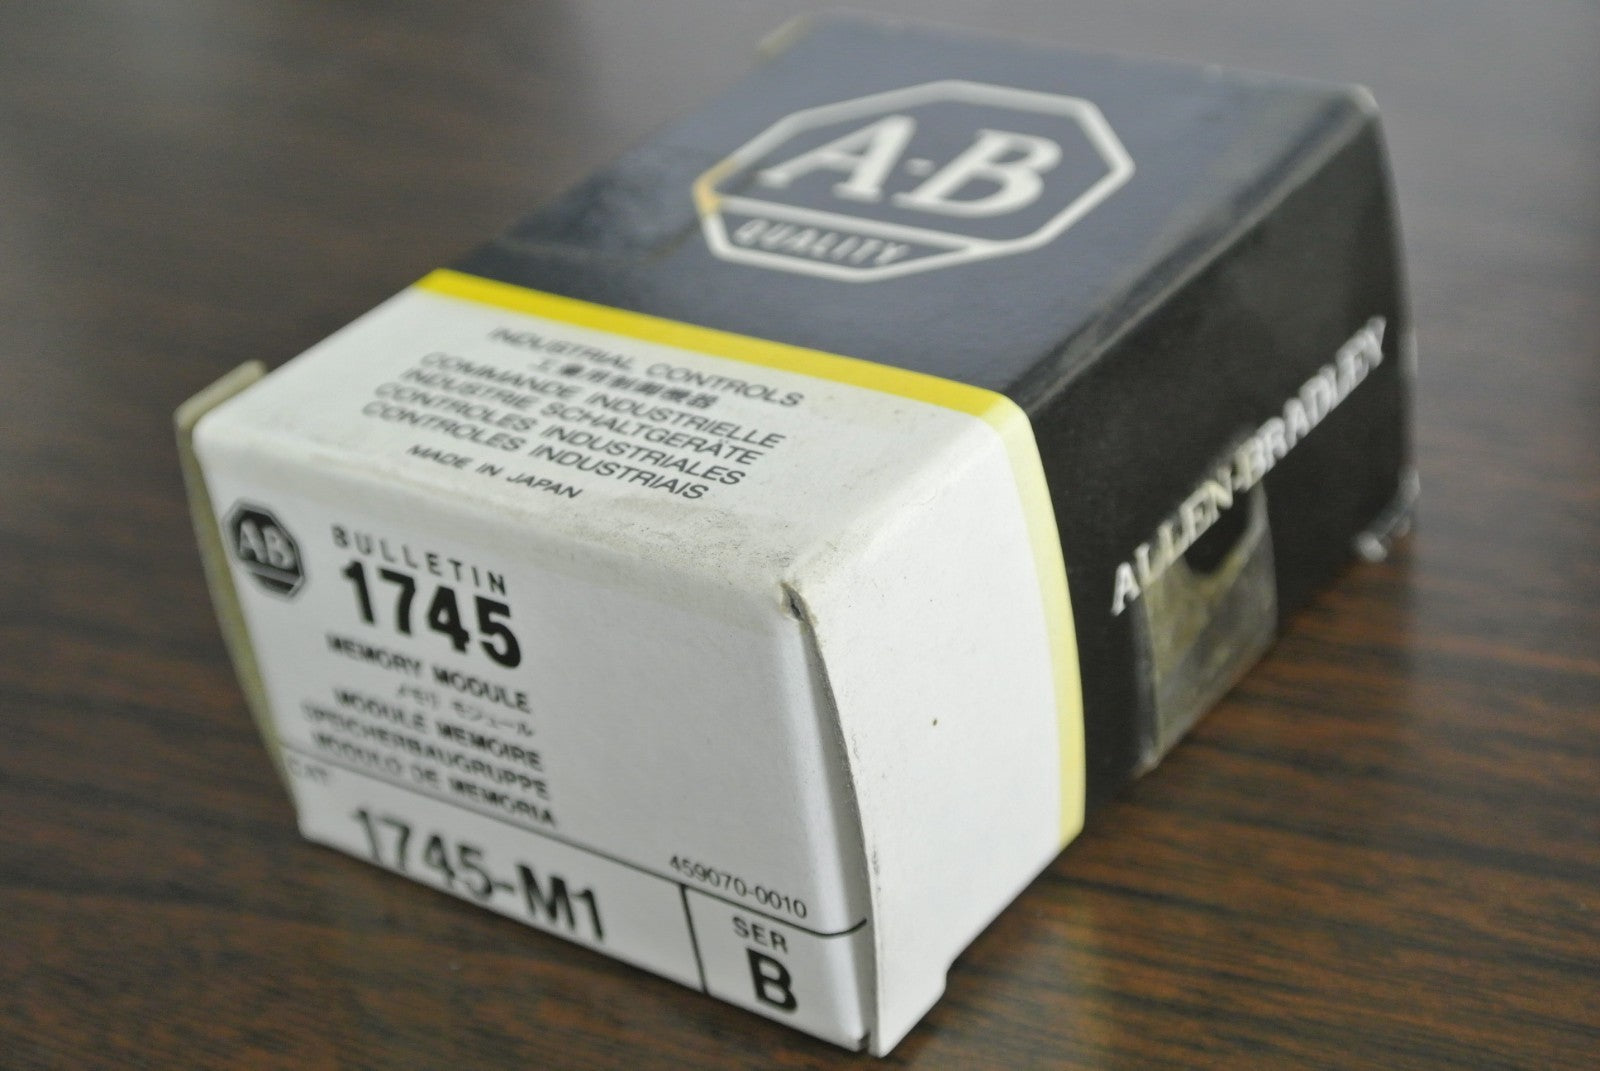 A-B
QUALITY
ALLEN-BRADLEY
INDUSTRIAL CONTROLS
工業用制御機器
COMMANDE INDUSTRIELLE
INDUSTRIE SCHALTGERÄTE
CONTROLES INDUSTRIALES
CONTROLES INDUSTRIAIS
MADE IN JAPAN
AB
BULLETIN
1745
MEMORY MODULE
メモリ モジュール
MODULE MEMOIRE
SPEICHERBAUGRUPPE
MODULO DE MEMORIA
CAT
1745-M1
459070-0010
SER
B